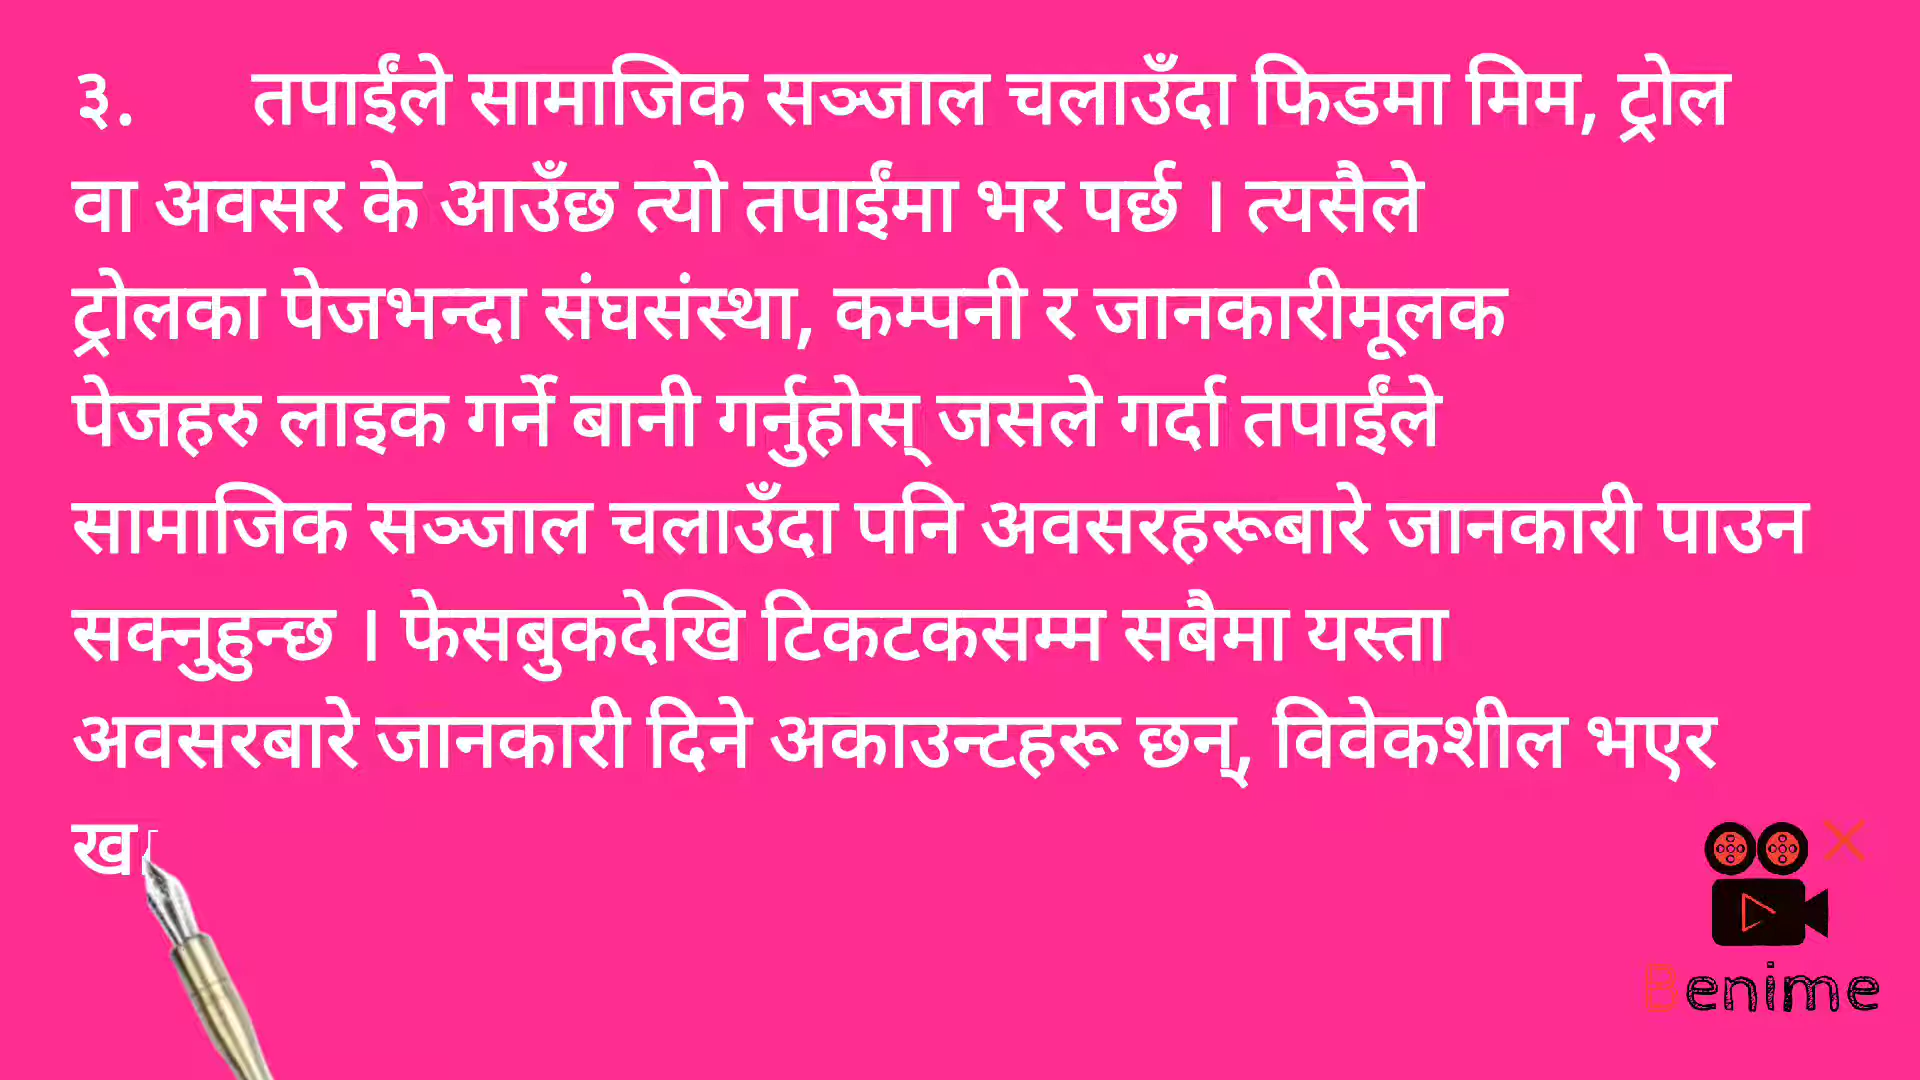 ३. तपाईंले सामाजिक सञ्जाल चलाउँदा फिडमा मिम, ट्रोल
वा अवसर के आउँछ त्यो तपाईंमा भर पर्छ । त्यसैले
ट्रोलका पेजभन्दा संघसंस्था, कम्पनी र जानकारीमूलक
पेजहरु लाइक गर्ने बानी गर्नुहोस् जसले गर्दा तपाईंले
सामाजिक सञ्जाल चलाउँदा पनि अवसरहरूबारे जानकारी पाउन
सक्नुहुन्छ । फेसबुकदेखि टिकटकसम्म सबैमा यस्ता
अवसरबारे जानकारी दिने अकाउन्टहरू छन्, विवेकशील भएर
Benime